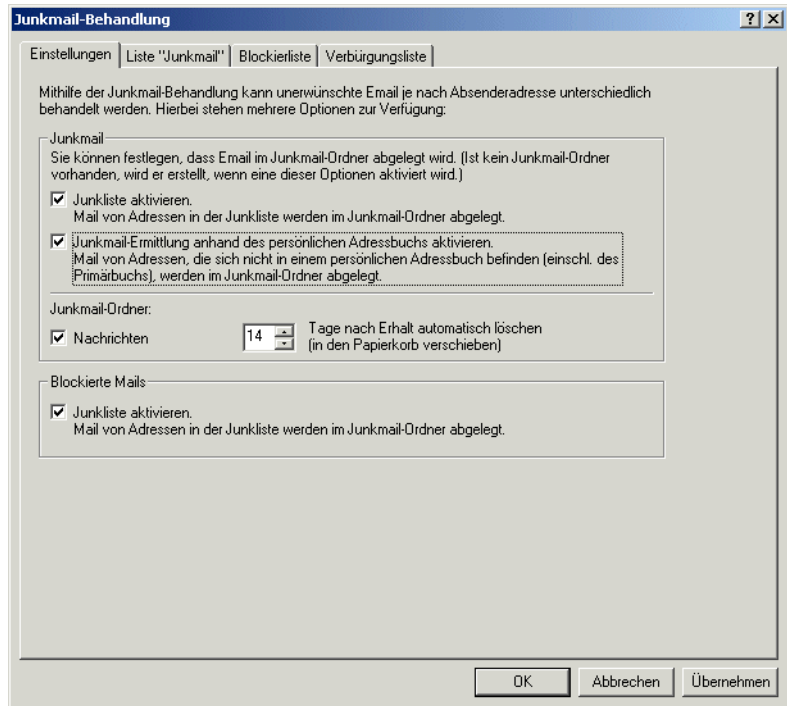 Junkmail-Behandlung
Einstellungen Liste "Junkmail" Blockierliste Verbürgungsliste
Mithilfe der Junkmail-Behandlung kann unerwünschte Email je nach Absenderadresse unterschiedlich
behandelt werden. Hierbei stehen mehrere Optionen zur Verfügung:
Junkmail
Sie können festlegen, dass Email im Junkmail-Ordner abgelegt wird. (Ist kein Junkmail-Ordner
vorhanden, wird er erstellt, wenn eine dieser Optionen aktiviert wird.)
Junkliste aktivieren.
Mail von Adressen in der Junkliste werden im Junkmail-Ordner abgelegt.
Junkmail-Ermittlung anhand des persönlichen Adressbuchs aktivieren.
Mail von Adressen, die sich nicht in einem persönlichen Adressbuch befinden (einschl. des
Primärbuchs), werden im Junkmail-Ordner abgelegt.
Junkmail-Ordner:
Nachrichten 14 Tage nach Erhalt automatisch löschen
(in den Papierkorb verschieben)
Blockierte Mails
Junkliste aktivieren.
Mail von Adressen in der Junkliste werden im Junkmail-Ordner abgelegt.
OK Abbrechen Übernehmen